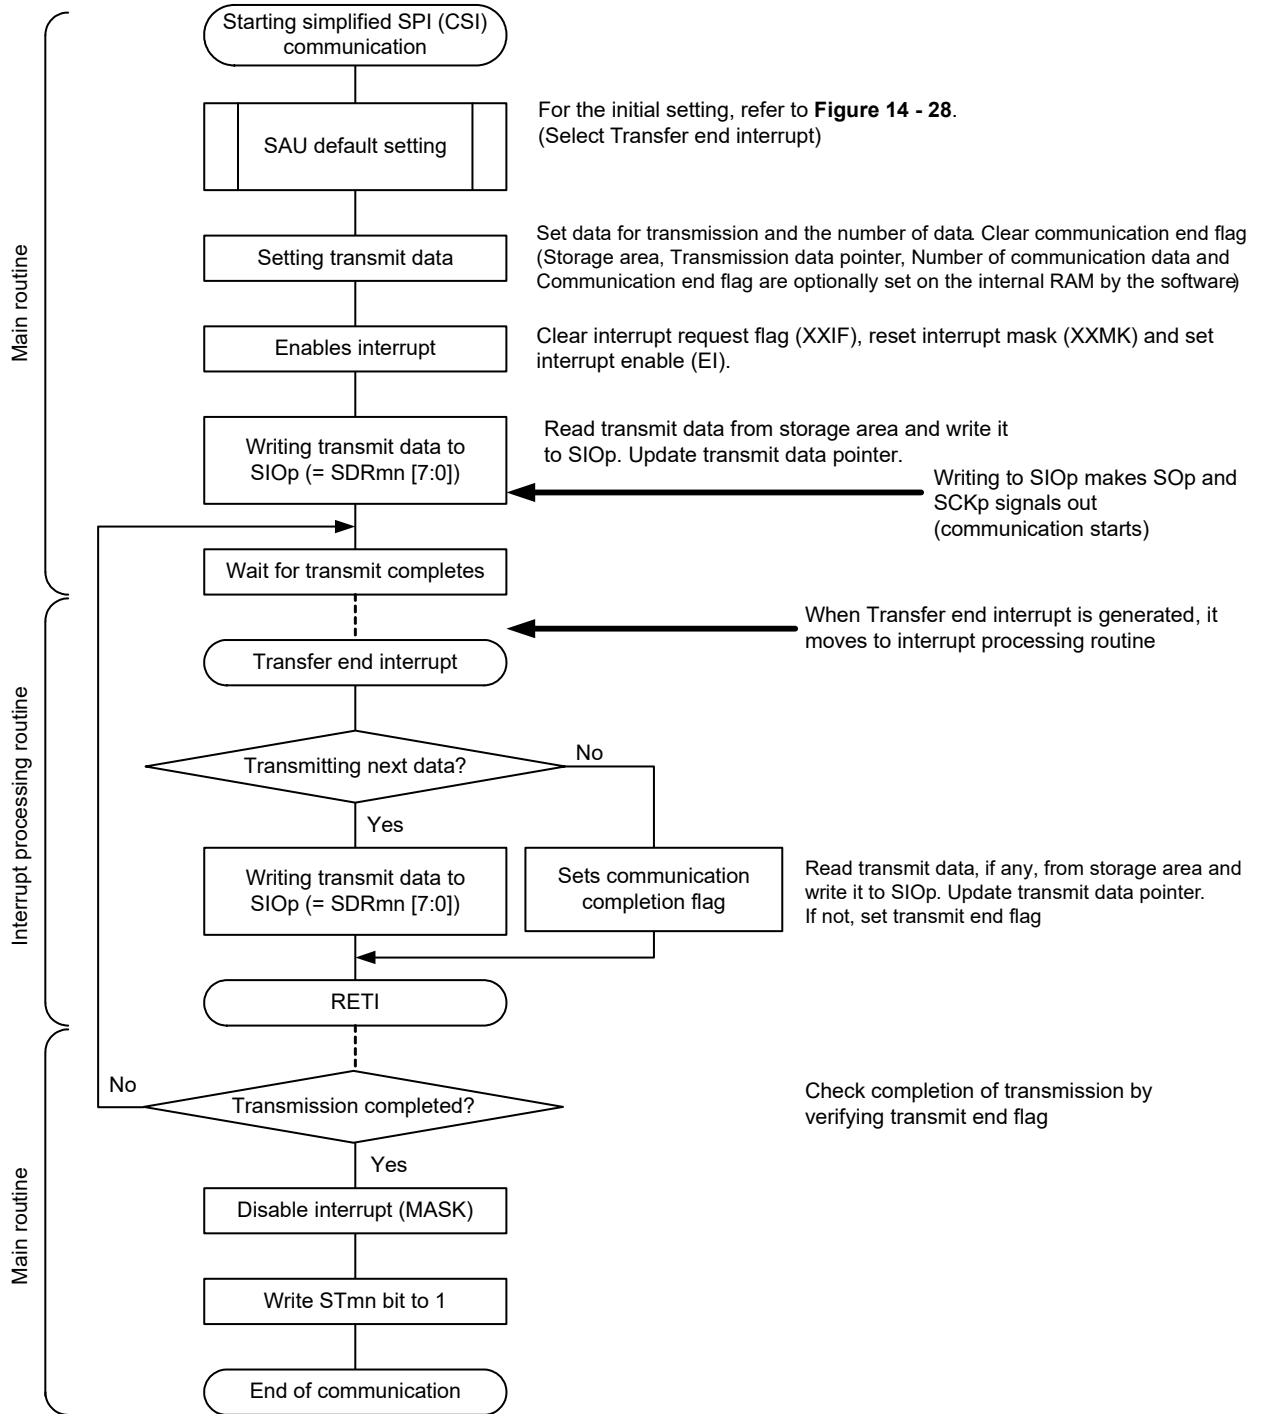 Starting simplified SPI (CSI)
communication
SAU default setting
For the initial setting, refer to Figure 14 - 28.
(Select Transfer end interrupt)
Main routine
Setting transmit data
Set data for transmission and the number of data. Clear communication end flag
(Storage area, Transmission data pointer, Number of communication data and
Communication end flag are optionally set on the internal RAM by the software)
Enables interrupt
Clear interrupt request flag (XXIF), reset interrupt mask (XXMK) and set
interrupt enable (EI).
Writing transmit data to
SIOp (= SDRmn [7:0])
Read transmit data from storage area and write it
to SIOp. Update transmit data pointer.
Writing to SIOp makes SOp and
SCKp signals out
(communication starts)
Wait for transmit completes
When Transfer end interrupt is generated, it
moves to interrupt processing routine
Transfer end interrupt
Interrupt processing routine
Transmitting next data?
No
Yes
Writing transmit data to
SIOp (= SDRmn [7:0])
Sets communication
completion flag
Read transmit data, if any, from storage area and
write it to SIOp. Update transmit data pointer.
If not, set transmit end flag
RETI
No
Transmission completed?
Check completion of transmission by
verifying transmit end flag
Yes
Main routine
Disable interrupt (MASK)
Write STmn bit to 1
End of communication